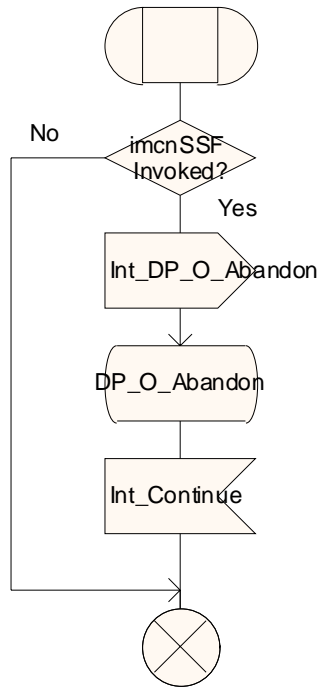 No
imcnSSF
Invoked?
Yes
Int_DP_O_Abandon
DP_O_Abandon
Int_Continue